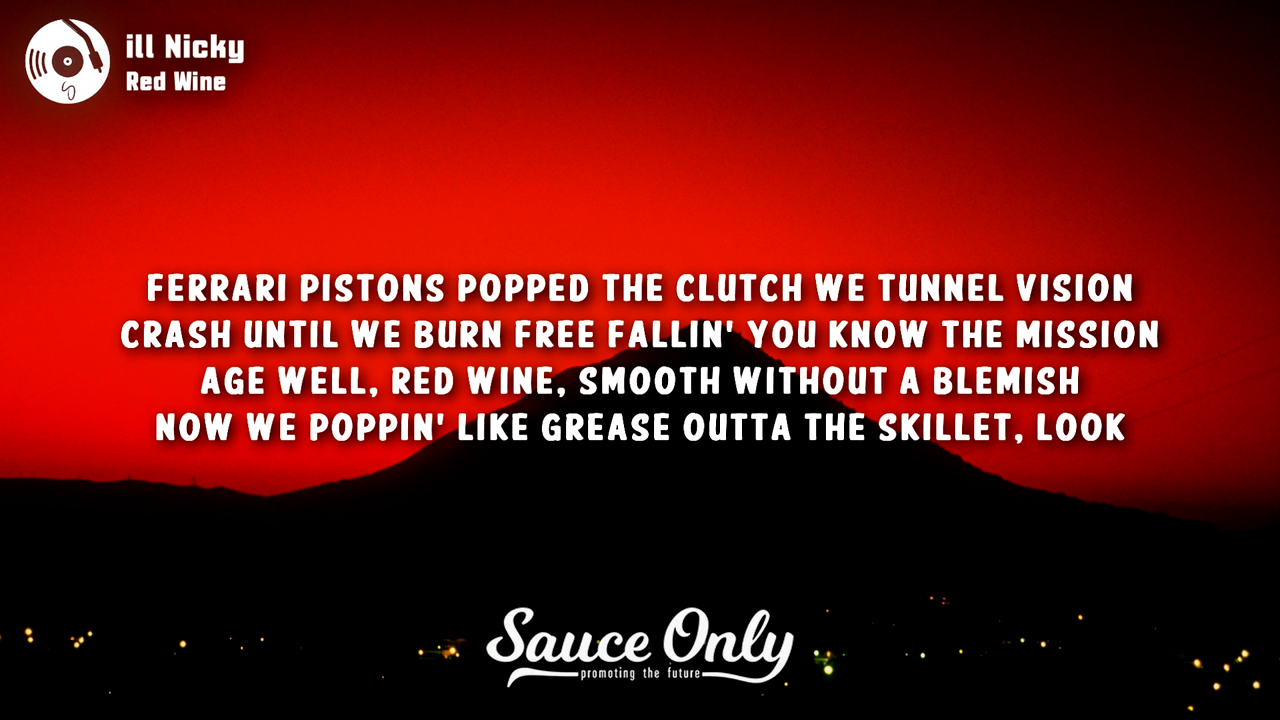 ill Nicky
Red Wine
FERRARI PISTONS POPPED THE CLUTCH WE TUNNEL VISION
CRASH UNTIL WE BURN FREE FALLIN' YOU KNOW THE MISSION
AGE WELL, RED WINE, SMOOTH WITHOUT A BLEMISH
NOW WE POPPIN' LIKE GREASE OUTTA THE SKILLET, LOOK
Sauce Only
promoting the future